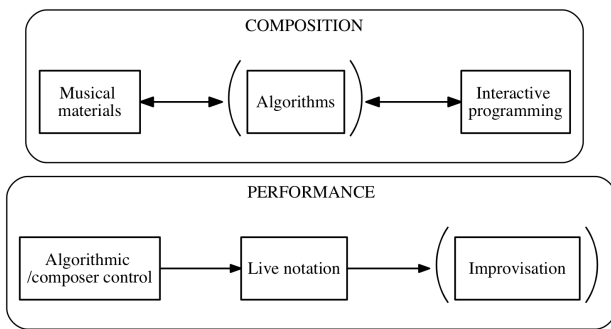 COMPOSITION
Musical
materials
Algorithms
Interactive
programming
PERFORMANCE
Algorithmic
/composer control
Live notation
Improvisation